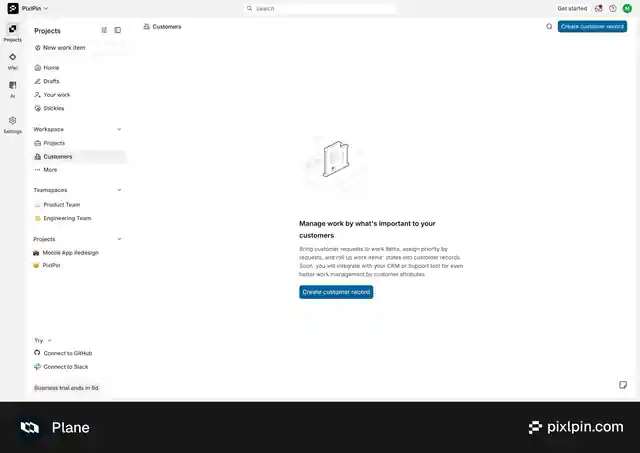 PixlPin
Search
Get started
M
Projects
Wiki
AI
Settings
Projects
New work item
Home
Drafts
Your work
Stickies
Workspace
Projects
Customers
More
Teamspaces
Product Team
Engineering Team
Projects
Mobile App Redesign
PixlPin
Try
Connect to GitHub
Connect to Slack
Business trial ends in 6d
Customers
Create customer record
Manage work by what's important to your
customers
Bring customer requests to work items, assign priority by
requests, and roll up work items' states into customer records.
Soon, you will integrate with your CRM or Support tool for even
better work management by customer attributes.
Create customer record
Plane
pixlpin.com